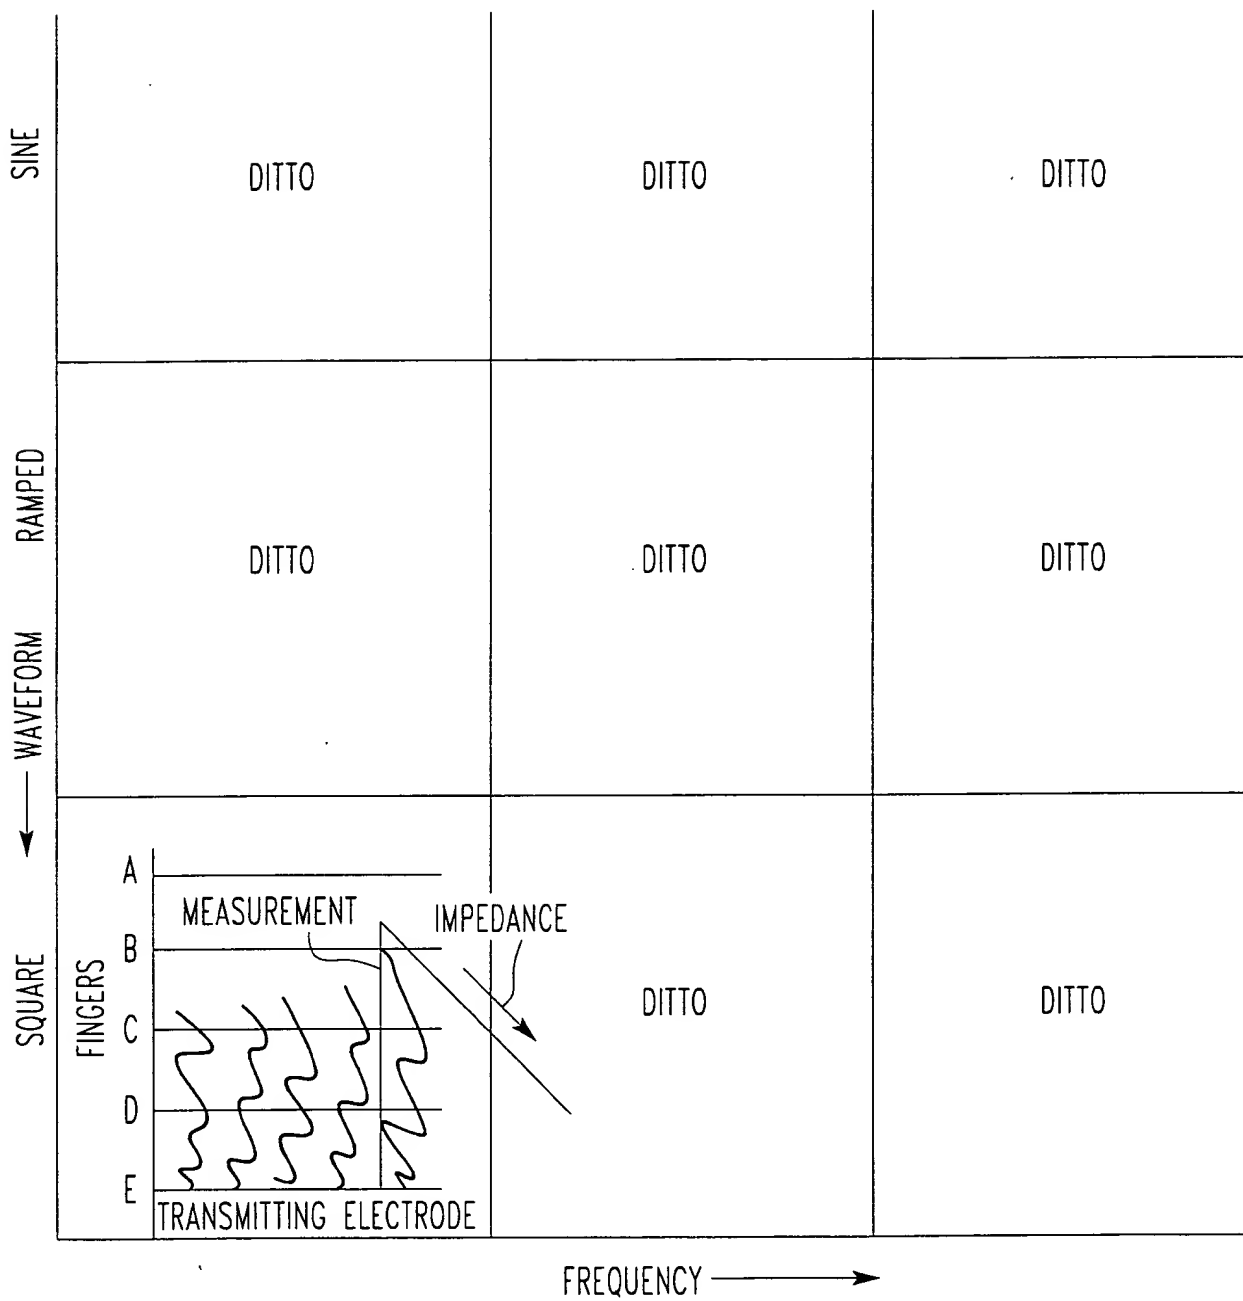 SINE
DITTO DITTO DITTO
RAMPED
DITTO DITTO DITTO
WAVEFORM
SQUARE
FINGERS
A
MEASUREMENT
IMPEDANCE
B
C
DITTO DITTO
D
E
TRANSMITTING ELECTRODE
FREQUENCY